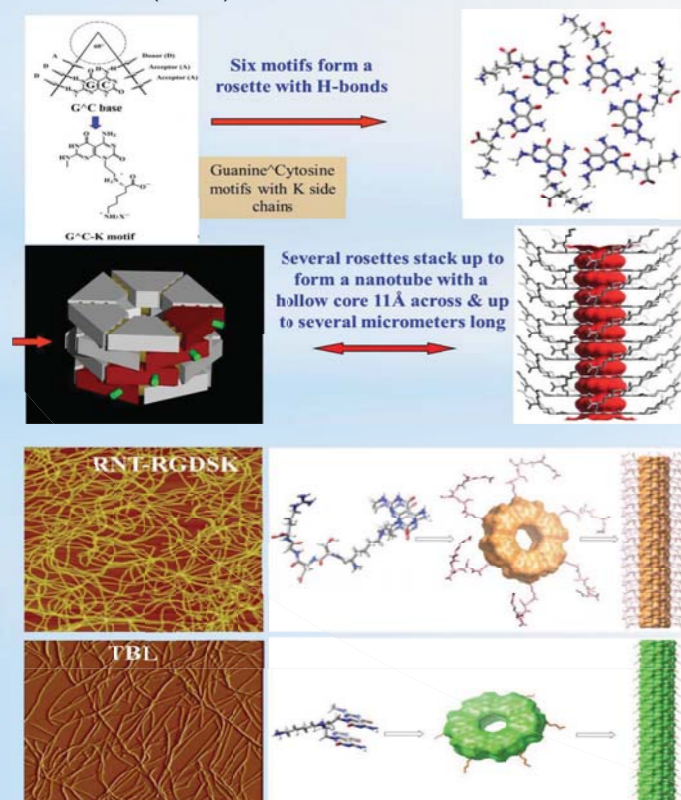 60°
Donor (D)
Acceptor (A)
Acceptor (A)
A
D
D
G C
G^C base
G^C-K motif
Six motifs form a
rosette with H-bonds
Guanine^Cytosine
motifs with K side
chains
Several rosettes stack up to
form a nanotube with a
hollow core 11Å across & up
to several micrometers long
RNT-RGDSK
TBL